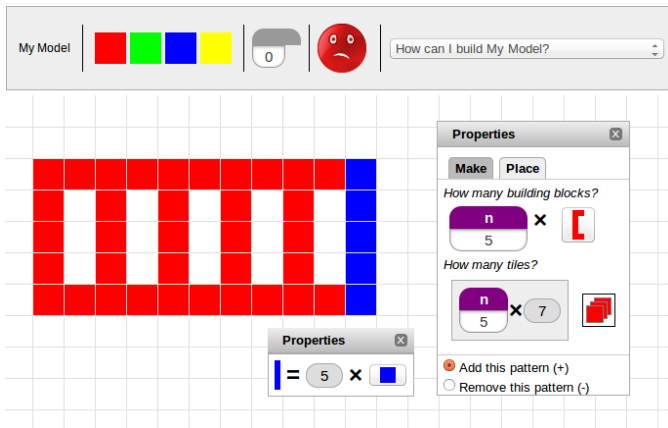 My Model
0
How can I build My Model?
Properties
Make Place
How many building blocks?
n
5
×
How many tiles?
n
5
× 7
Add this pattern (+)
Remove this pattern (-)
Properties
= 5 ×